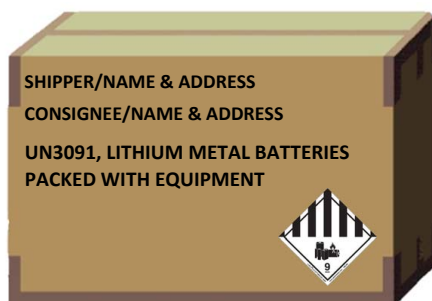 SHIPPER/NAME & ADDRESS
CONSIGNEE/NAME & ADDRESS
UN3091, LITHIUM METAL BATTERIES
PACKED WITH EQUIPMENT
9